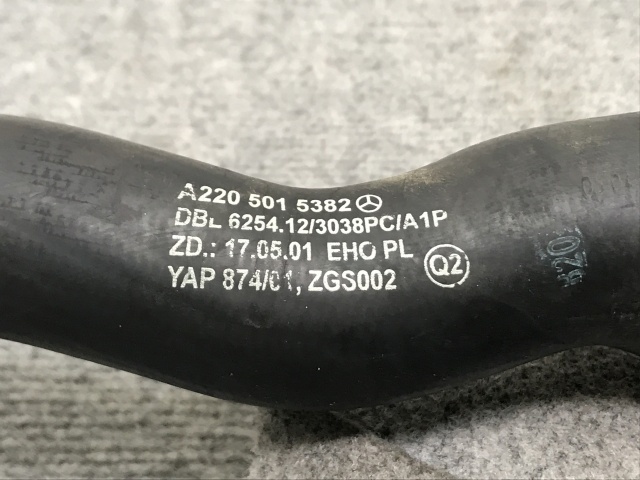 A220 501 5382
DBL 6254.12/3038PC/A1P
ZD.: 17.05.01 EHO PL
YAP 874/01, ZGS002
Q2